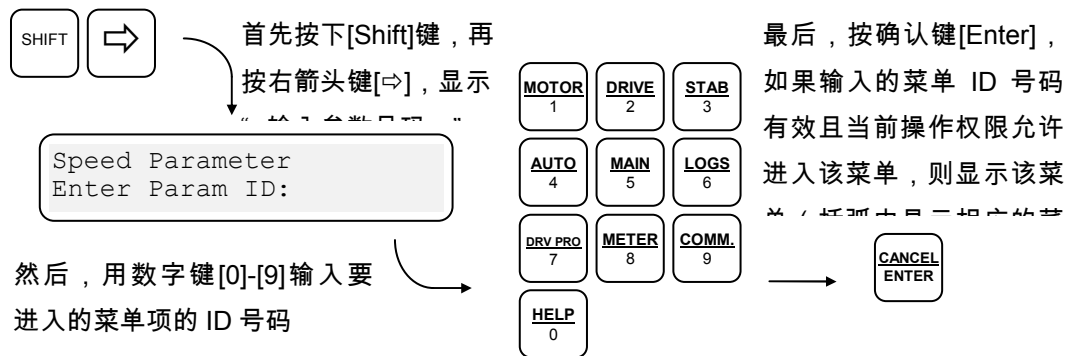 SHIFT ⇨
首先按下[Shift]键，再
按右箭头键[⇨]，显示
Speed Parameter
Enter Param ID:
然后，用数字键[0]-[9]输入要
进入的菜单项的 ID 号码
MOTOR
1
DRIVE
2
STAB
3
AUTO
4
MAIN
5
LOGS
6
DRV PRO
7
METER
8
COMM.
9
HELP
0
最后，按确认键[Enter]，
如果输入的菜单 ID 号码
有效且当前操作权限允许
进入该菜单，则显示该菜
CANCEL
ENTER